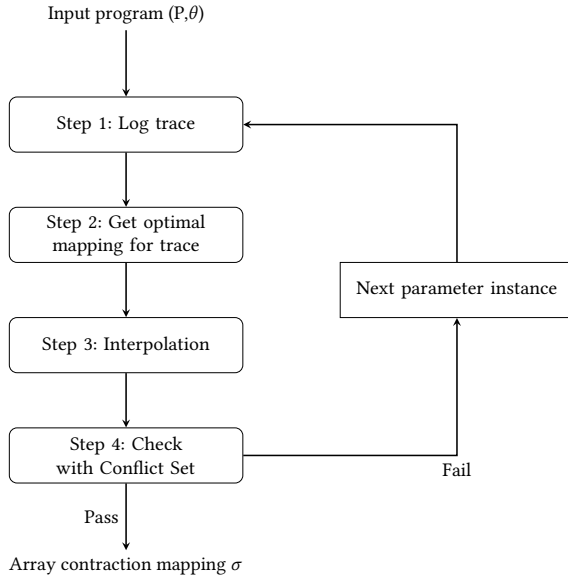 Input program (P,θ)
Step 1: Log trace
Step 2: Get optimal
mapping for trace
Next parameter instance
Step 3: Interpolation
Step 4: Check
with Conflict Set
Fail
Pass
Array contraction mapping σ